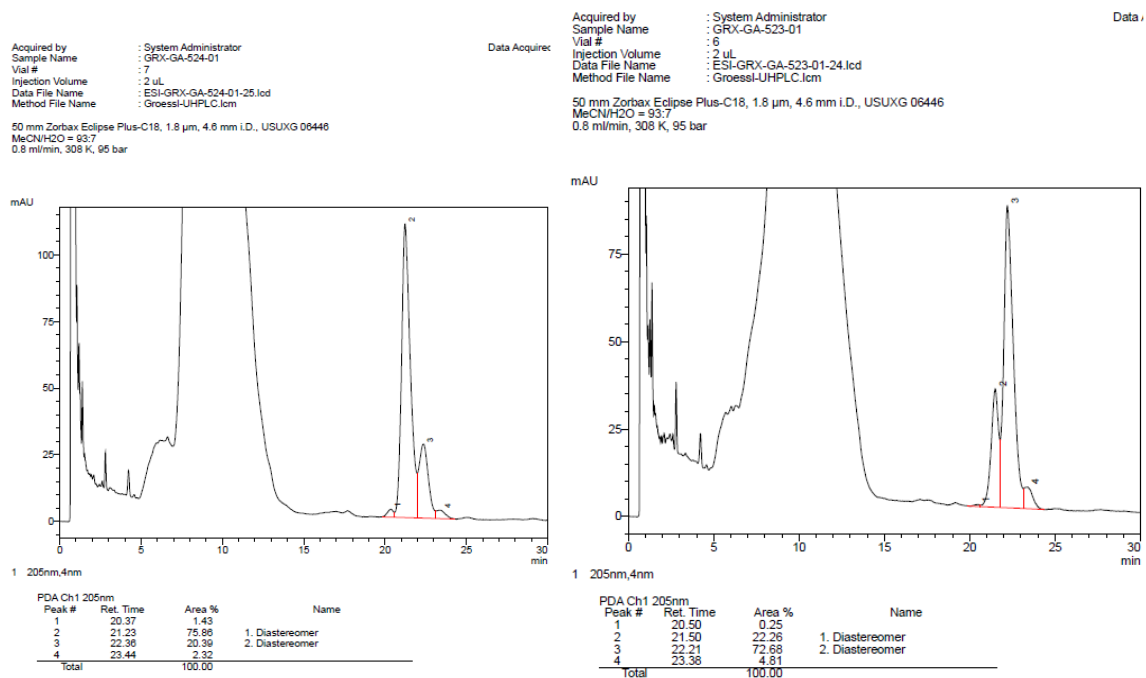 Acquired by : System Administrator Data Acquirec
Sample Name : GRX-GA-524-01
Vial # : 7
Injection Volume : 2 uL
Data File Name : ESI-GRX-GA-524-01-25.lcd
Method File Name : Groessl-UHPLC.lcm
50 mm Zorbax Eclipse Plus-C18, 1.8 µm, 4.6 mm i.D., USUXG 06446
MeCN/H2O = 93:7
0.8 ml/min, 308 K, 95 bar
mAU
100
75
50
25
0
2
3
1
4
0 5 10 15 20 25 30
min
1 205nm,4nm
PDA Ch1 205nm
Peak # Ret. Time Area % Name
1 20.37 1.43
2 21.23 75.86 1. Diastereomer
3 22.36 20.39 2. Diastereomer
4 23.44 2.32
Total 100.00
Acquired by : System Administrator Data
Sample Name : GRX-GA-523-01
Vial # : 6
Injection Volume : 2 uL
Data File Name : ESI-GRX-GA-523-01-24.lcd
Method File Name : Groessl-UHPLC.lcm
50 mm Zorbax Eclipse Plus-C18, 1.8 µm, 4.6 mm i.D., USUXG 06446
MeCN/H2O = 93:7
0.8 ml/min, 308 K, 95 bar
mAU
75
50
25
0
3
2
4
1
0 5 10 15 20 25 30
min
1 205nm,4nm
PDA Ch1 205nm
Peak # Ret. Time Area % Name
1 20.50 0.25
2 21.50 22.26 1. Diastereomer
3 22.21 72.68 2. Diastereomer
4 23.38 4.81
Total 100.00